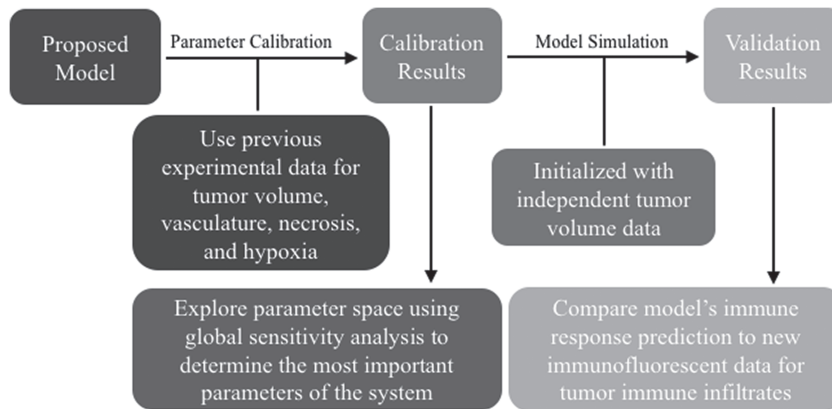 Proposed
Model
Parameter Calibration
Calibration
Results
Model Simulation
Validation
Results
Use previous
experimental data for
tumor volume,
vasculature, necrosis,
and hypoxia
Initialized with
independent tumor
volume data
Explore parameter space using
global sensitivity analysis to
determine the most important
parameters of the system
Compare model's immune
response prediction to new
immunofluorescent data for
tumor immune infiltrates